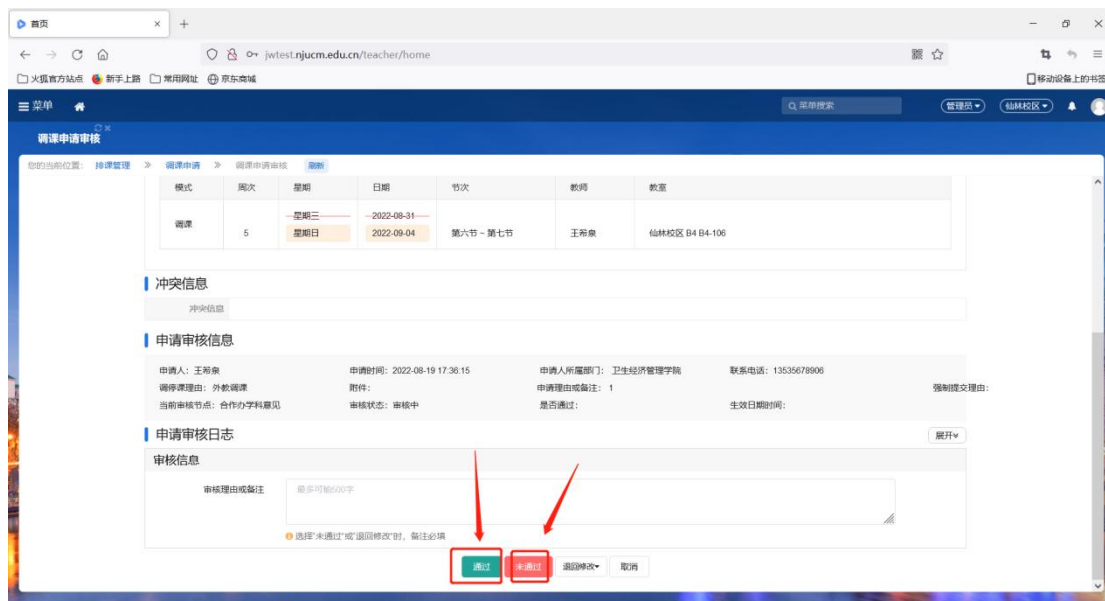 首页
jwtest.njucm.edu.cn/teacher/home
火狐官方站点 新手上路 常用网址 京东商城 移动设备上的书签
菜单 菜单搜索 管理员 仙林校区
调课申请审核
您的当前位置: 排课管理 调课申请 调课申请审核 刷新
模式 周次 星期 日期 节次 教师 教室
星期三 2022-08-31
调课 5 星期日 2022-09-04 第六节 ~ 第七节 王希泉 仙林校区 B4 B4-106
冲突信息
冲突信息
申请审核信息
申请人: 王希泉 申请时间: 2022-08-19 17:36:15 申请人所属部门: 卫生经济管理学院 联系电话: 13535678906
调停课理由: 外教调课 附件: 申请理由或备注: 1 强制提交理由:
当前审核节点: 合作办学科意见 审核状态: 审核中 是否通过: 生效日期时间:
申请审核日志 展开
审核信息
审核理由或备注 最多可输600字
选择"未通过"或"退回修改"时，备注必填
通过 未通过 退回修改 取消